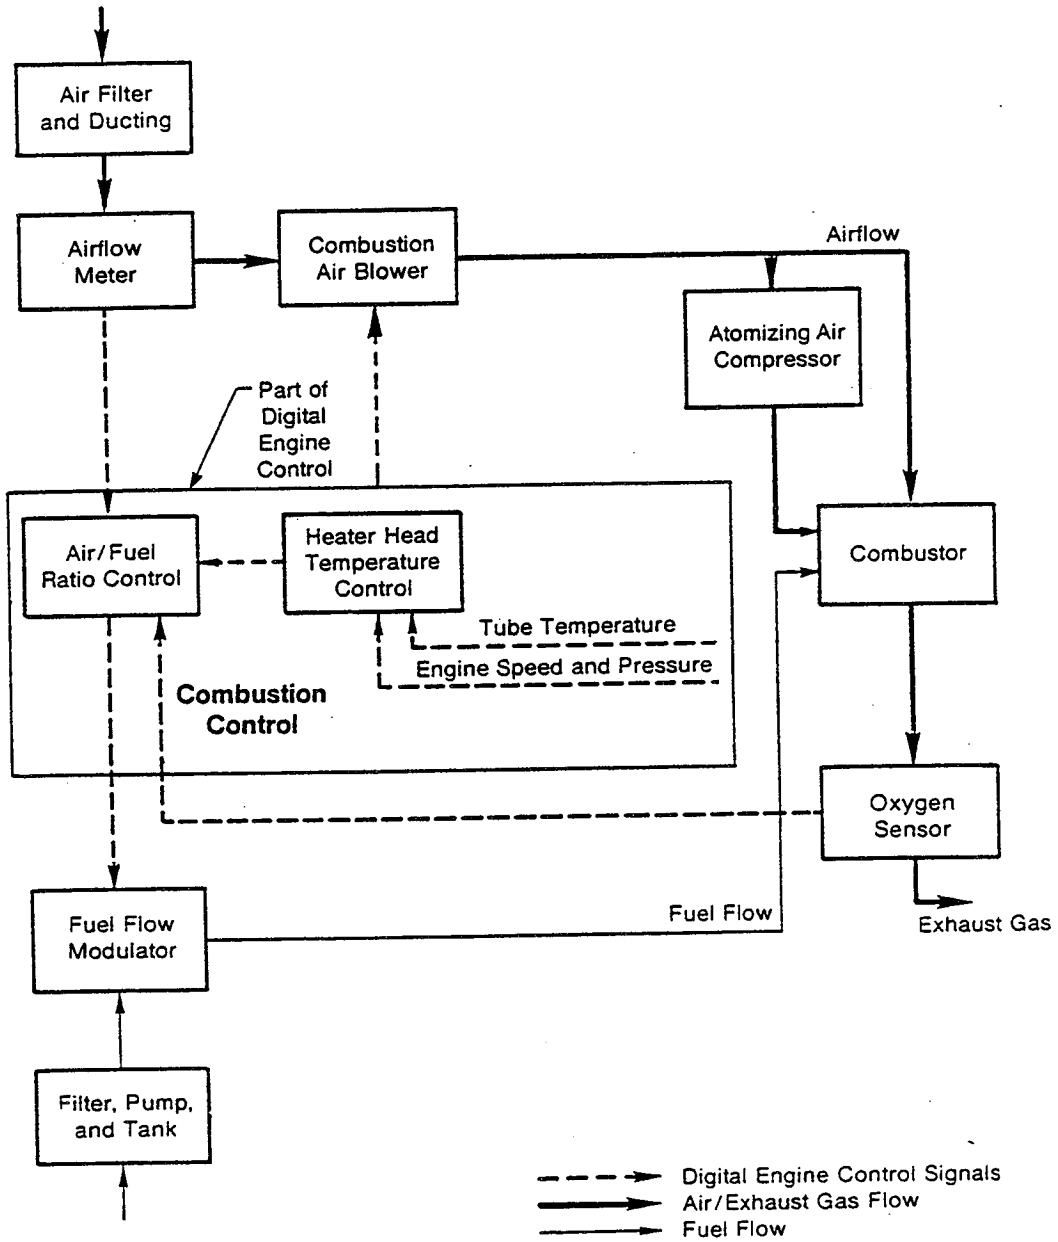 Air Filter
and Ducting
Airflow
Meter
Combustion
Air Blower
Airflow
Atomizing Air
Compressor
Part of
Digital
Engine
Control
Air/Fuel
Ratio Control
Heater Head
Temperature
Control
Combustor
Tube Temperature
Engine Speed and Pressure
Combustion
Control
Oxygen
Sensor
Exhaust Gas
Fuel Flow
Fuel Flow
Modulator
Filter, Pump,
and Tank
Digital Engine Control Signals
Air/Exhaust Gas Flow
Fuel Flow